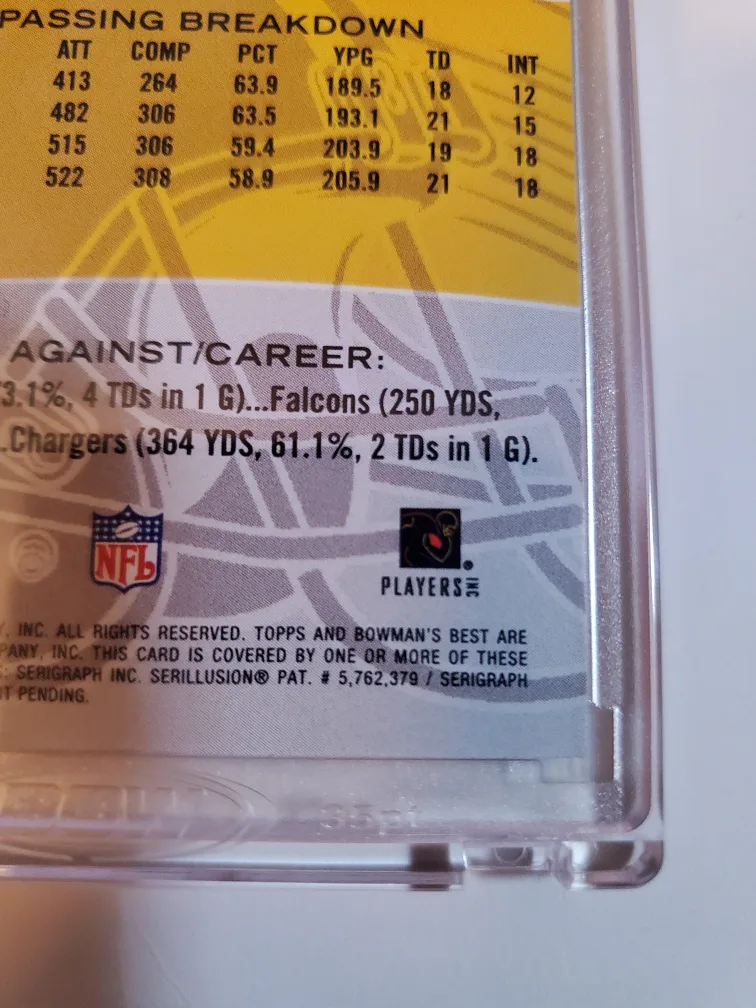 PASSING BREAKDOWN
ATT COMP PCT YPG TD INT
413 264 63.9 189.5 18 12
482 306 63.5 193.1 21 15
515 306 59.4 203.9 19 18
522 308 58.9 205.9 21 18
AGAINST/CAREER:
3.1%, 4 TDs in 1 G)...Falcons (250 YDS,
.Chargers (364 YDS, 61.1%, 2 TDs in 1 G).
NFL
PLAYERS INC
, INC. ALL RIGHTS RESERVED. TOPPS AND BOWMAN'S BEST ARE
PANY, INC. THIS CARD IS COVERED BY ONE OR MORE OF THESE
: SERIGRAPH INC. SERILLUSION® PAT. # 5,762,379 / SERIGRAPH
T PENDING.
35pt